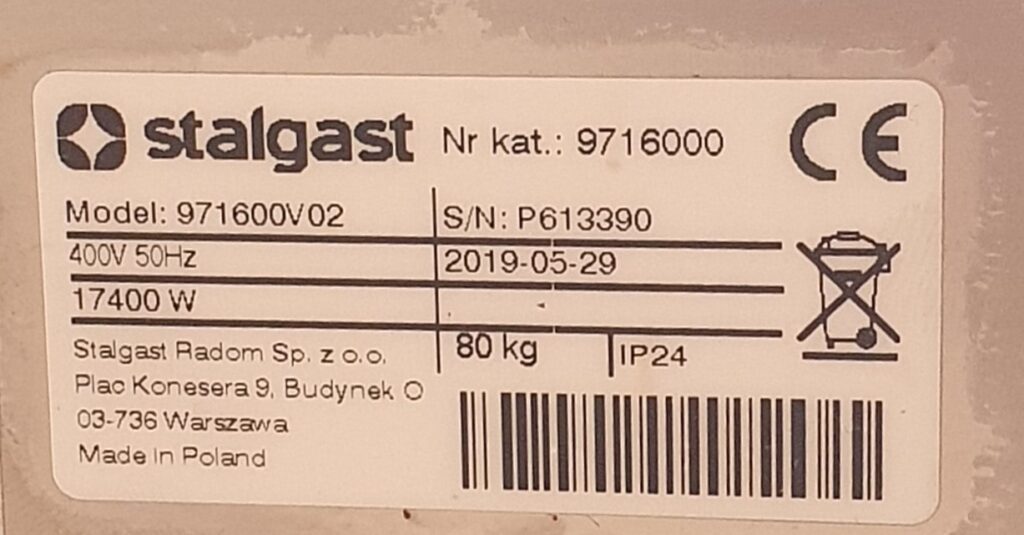 stalgast Nr kat.: 9716000 CE
Model: 971600V02 S/N: P613390
400V 50Hz 2019-05-29
17400 W
80 kg IP24
Stalgast Radom Sp. z o.o.
Plac Konesera 9, Budynek O
03-736 Warszawa
Made in Poland